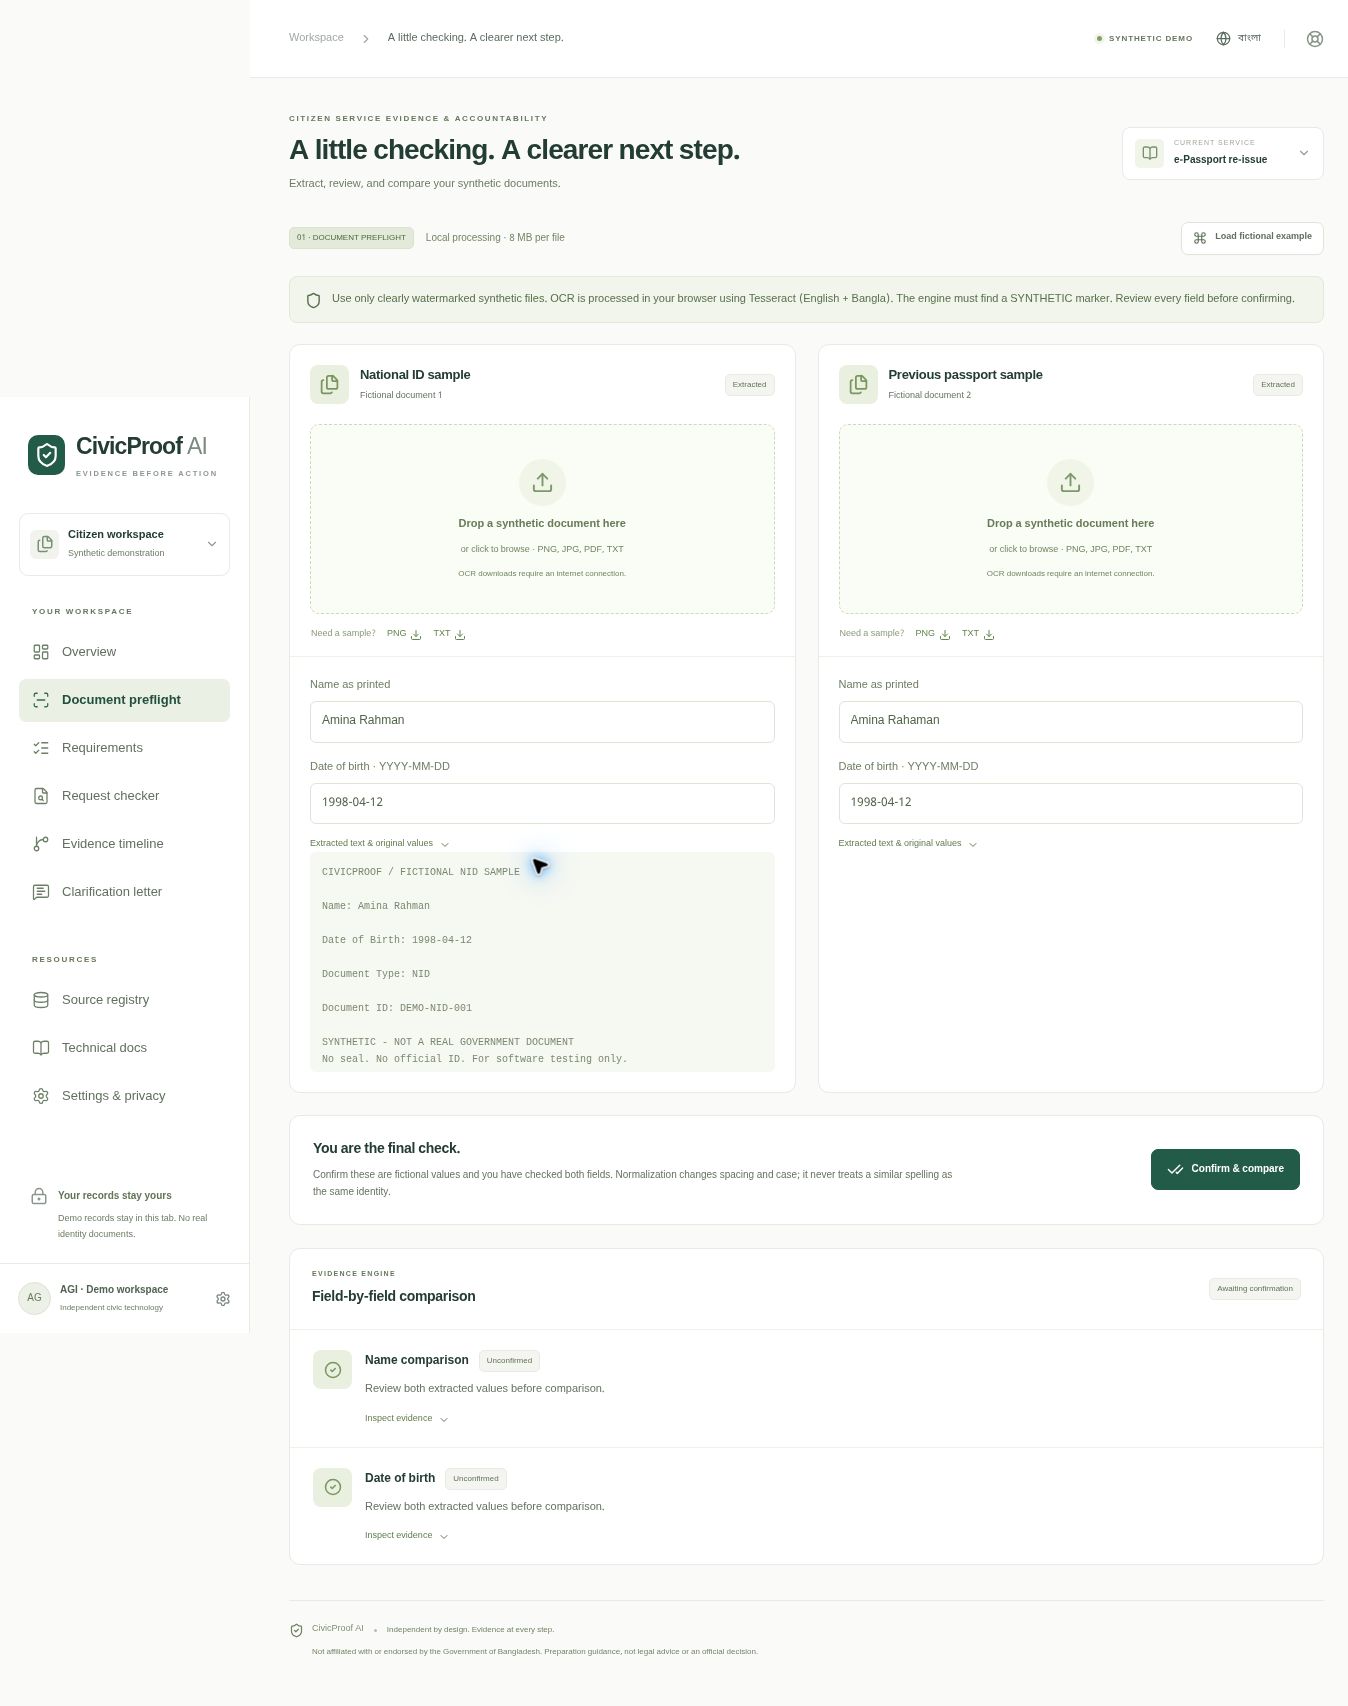 Workspace
A little checking. A clearer next step.
SYNTHETIC DEMO
বাংলা
CITIZEN SERVICE EVIDENCE & ACCOUNTABILITY
A little checking. A clearer next step.
Extract, review, and compare your synthetic documents.
CURRENT SERVICE
e-Passport re-issue
01 · DOCUMENT PREFLIGHT
Local processing · 8 MB per file
Load fictional example
Use only clearly watermarked synthetic files. OCR is processed in your browser using Tesseract (English + Bangla). The engine must find a SYNTHETIC marker. Review every field before confirming.
CivicProof AI
EVIDENCE BEFORE ACTION
Citizen workspace
Synthetic demonstration
YOUR WORKSPACE
Overview
Document preflight
Requirements
Request checker
Evidence timeline
Clarification letter
RESOURCES
Source registry
Technical docs
Settings & privacy
Your records stay yours
Demo records stay in this tab. No real
identity documents.
AG
AGI · Demo workspace
Independent civic technology
National ID sample
Fictional document 1
Extracted
Drop a synthetic document here
or click to browse · PNG, JPG, PDF, TXT
OCR downloads require an internet connection.
Need a sample?
PNG
TXT
Name as printed
Amina Rahman
Date of birth · YYYY-MM-DD
1998-04-12
Extracted text & original values
CIVICPROOF / FICTIONAL NID SAMPLE
Name: Amina Rahman
Date of Birth: 1998-04-12
Document Type: NID
Document ID: DEMO-NID-001
SYNTHETIC - NOT A REAL GOVERNMENT DOCUMENT
No seal. No official ID. For software testing only.
Previous passport sample
Fictional document 2
Extracted
Drop a synthetic document here
or click to browse · PNG, JPG, PDF, TXT
OCR downloads require an internet connection.
Need a sample?
PNG
TXT
Name as printed
Amina Rahaman
Date of birth · YYYY-MM-DD
1998-04-12
Extracted text & original values
You are the final check.
Confirm these are fictional values and you have checked both fields. Normalization changes spacing and case; it never treats a similar spelling as
the same identity.
Confirm & compare
EVIDENCE ENGINE
Field-by-field comparison
Awaiting confirmation
Name comparison
Unconfirmed
Review both extracted values before comparison.
Inspect evidence
Date of birth
Unconfirmed
Review both extracted values before comparison.
Inspect evidence
CivicProof AI
Independent by design. Evidence at every step.
Not affiliated with or endorsed by the Government of Bangladesh. Preparation guidance, not legal advice or an official decision.